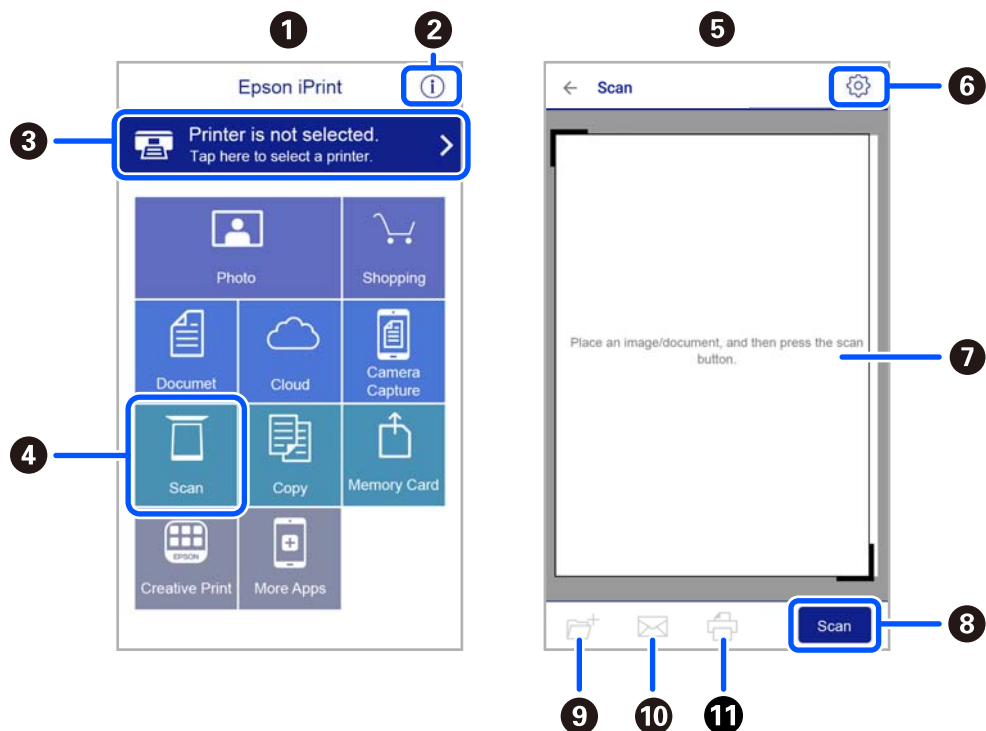 1
2
5
Epson iPrint
i
Scan
6
3
Printer is not selected.
Tap here to select a printer.
Photo
Shopping
Place an image/document, and then press the scan
button.
7
Documet
Cloud
Camera
Capture
4
Scan
Copy
Memory Card
EPSON
Creative Print
More Apps
Scan
8
9
10
11